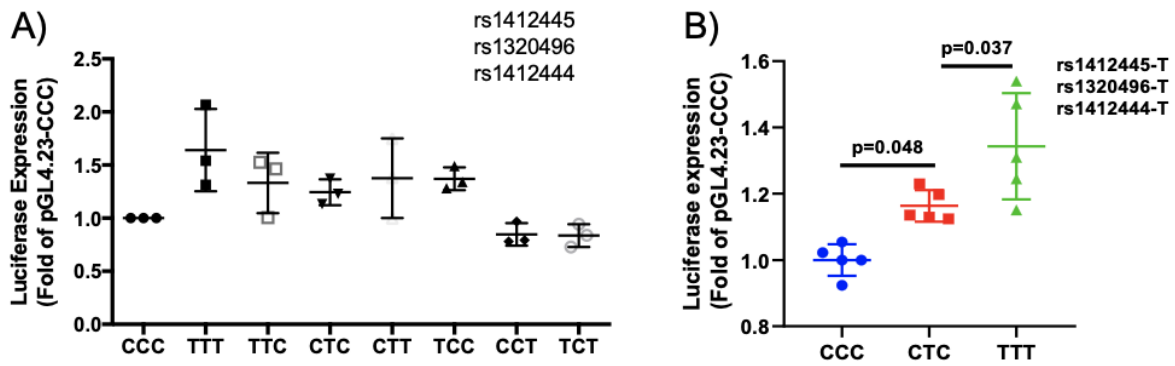 A)
rs1412445
rs1320496
rs1412444
Luciferase Expression
(Fold of pGL4.23-CCC)
2.5
2.0
1.5
1.0
0.5
0.0
CCC TTT TTC CTC CTT TCC CCT TCT
B)
p=0.037
rs1412445-T
rs1320496-T
rs1412444-T
p=0.048
Luciferase expression
(Fold of pGL4.23-CCC)
1.6
1.4
1.2
1.0
0.8
CCC CTC TTT